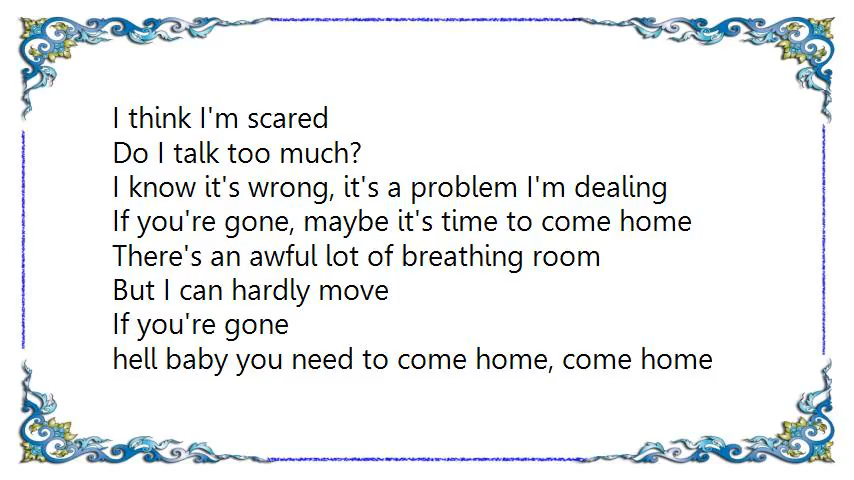 I think I'm scared
Do I talk too much?
I know it's wrong, it's a problem I'm dealing
If you're gone, maybe it's time to come home
There's an awful lot of breathing room
But I can hardly move
If you're gone
hell baby you need to come home, come home